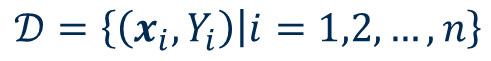 𝒟 = {(𝒙ᵢ, Yᵢ)|i = 1,2, …, n}